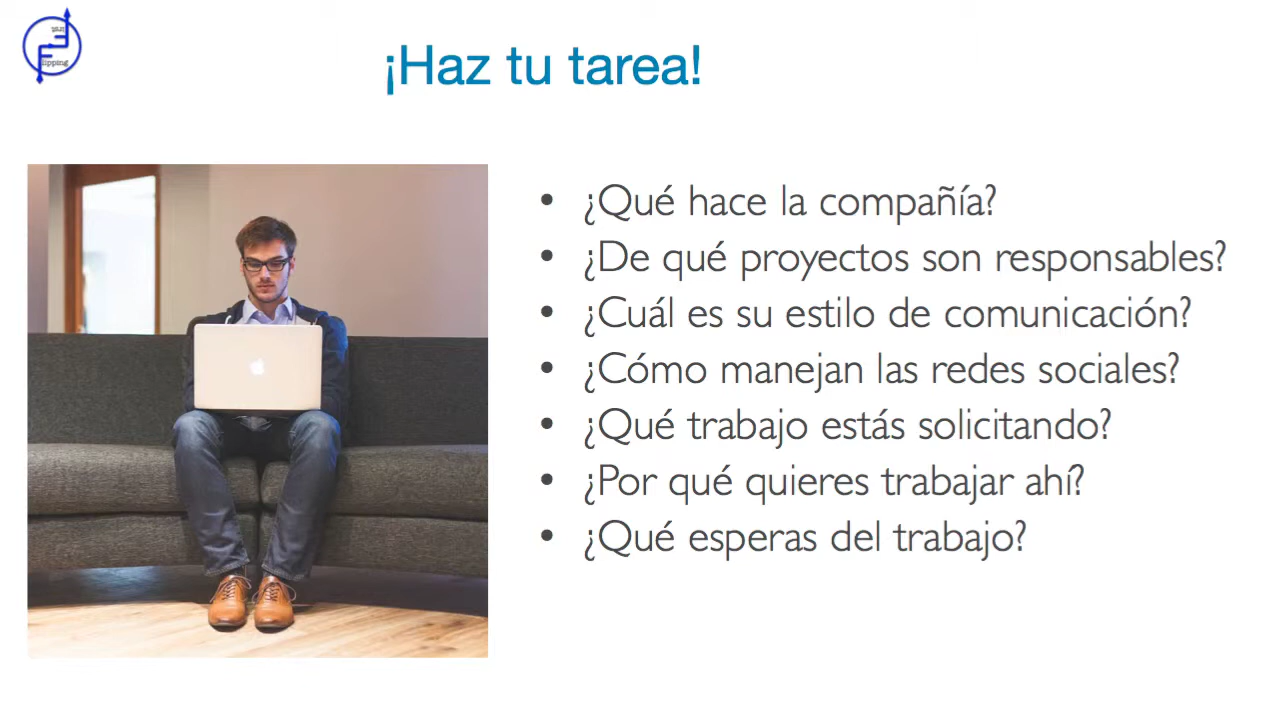 lipping
¡Haz tu tarea!
¿Qué hace la compañía?
¿De qué proyectos son responsables?
¿Cuál es su estilo de comunicación?
¿Cómo manejan las redes sociales?
¿Qué trabajo estás solicitando?
¿Por qué quieres trabajar ahí?
¿Qué esperas del trabajo?